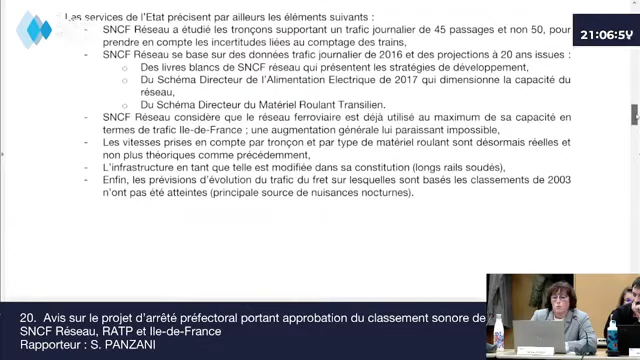 Les services de l'Etat précisent par ailleurs les éléments suivants :
- SNCF Réseau a étudié les tronçons supportant un trafic journalier de 45 passages et non 50, pour
prendre en compte les incertitudes liées au comptage des trains,
- SNCF Réseau se base sur des données trafic journalier de 2016 et des projections à 20 ans issues :
o Des livres blancs de SNCF réseau qui présentent les stratégies de développement,
o Du Schéma Directeur de l'Alimentation Electrique de 2017 qui dimensionne la capacité du
réseau,
o Du Schéma Directeur du Matériel Roulant Transilien.
- SNCF Réseau considère que le réseau ferroviaire est déjà utilisé au maximum de sa capacité en
termes de trafic Ile-de-France ; une augmentation générale lui paraissant impossible,
- Les vitesses prises en compte par tronçon et par type de matériel roulant sont désormais réelles et
non plus théoriques comme précédemment,
- L'infrastructure en tant que telle est modifiée dans sa constitution (longs rails soudés),
- Enfin, les prévisions d'évolution du trafic du fret sur lesquelles sont basés les classements de 2003
n'ont pas été atteintes (principale source de nuisances nocturnes).
21:06:5
20. Avis sur le projet d'arrêté préfectoral portant approbation du classement sonore de
SNCF Réseau, RATP et Ile-de-France
Rapporteur : S. PANZANI